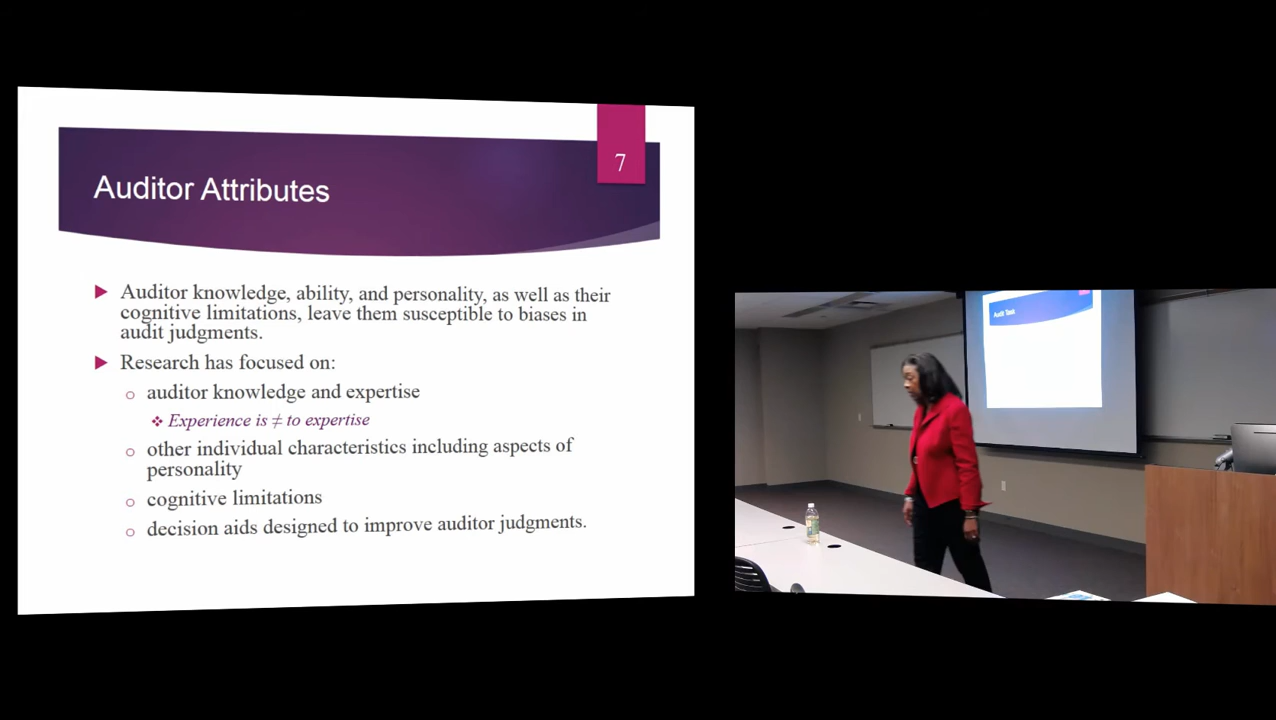 7
Auditor Attributes
Auditor knowledge, ability, and personality, as well as their
cognitive limitations, leave them susceptible to biases in
audit judgments.
Research has focused on:
auditor knowledge and expertise
Experience is ≠ to expertise
other individual characteristics including aspects of
personality
cognitive limitations
decision aids designed to improve auditor judgments.
Audit Task